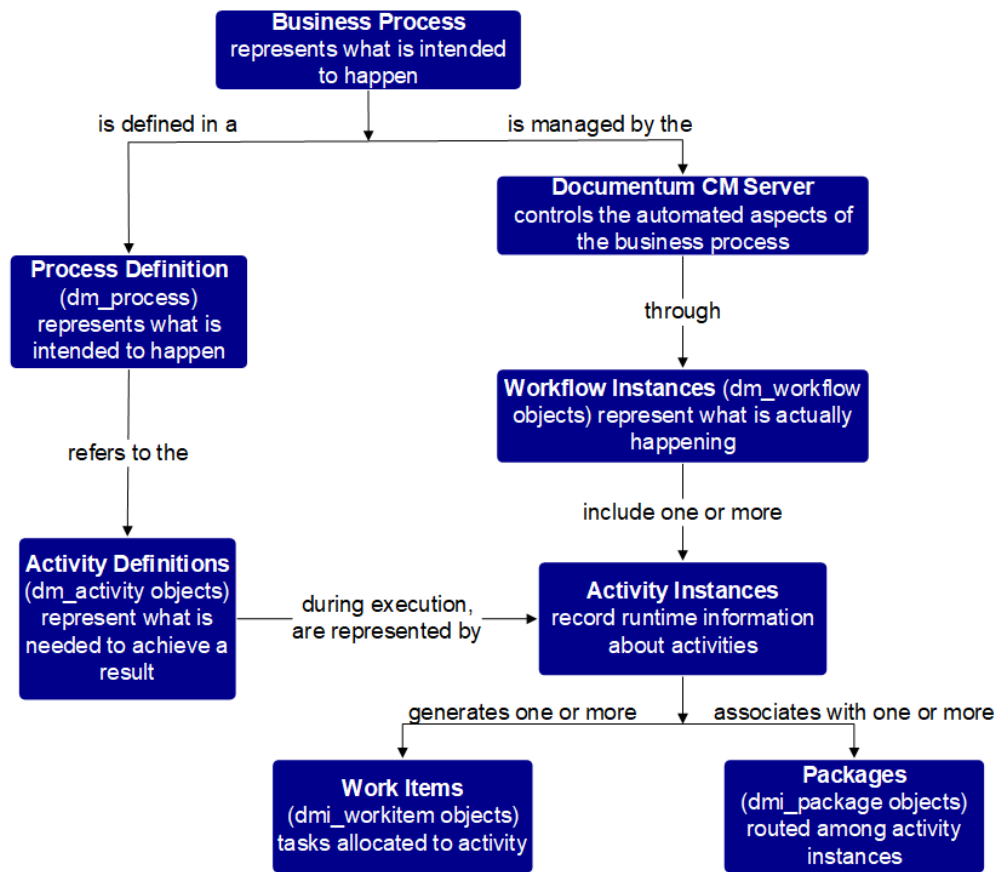 Business Process
represents what is intended
to happen
is defined in a
is managed by the
Documentum CM Server
controls the automated aspects of
the business process
Process Definition
(dm_process)
represents what is
intended to happen
through
Workflow Instances (dm_workflow
objects) represent what is actually
happening
refers to the
include one or more
Activity Definitions
(dm_activity objects)
represent what is
needed to achieve a
result
during execution,
are represented by
Activity Instances
record runtime information
about activities
generates one or more
associates with one or more
Work Items
(dmi_workitem objects)
tasks allocated to activity
Packages
(dmi_package objects)
routed among activity
instances